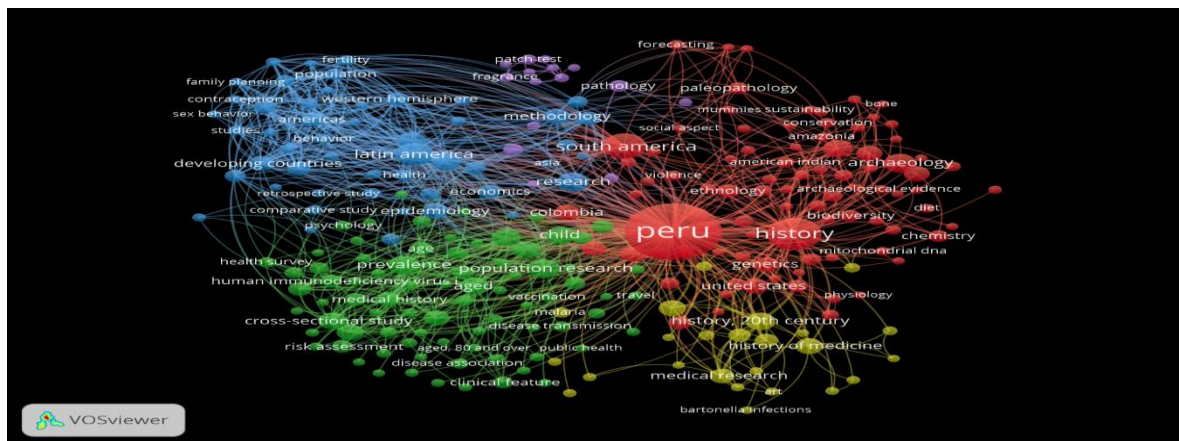 forecasting
fertility
patch test
population
fragrance
pathology
paleopathology
family planning
contraception
western hemisphere
mummies sustainability
bone
sex behavior
americas
methodology
conservation
studies
social aspect
amazonia
behavior
south america
latin america
developing countries
asia
american indian
archaeology
health
violence
research
retrospective study
economics
ethnology
archaeological evidence
comparative study
epidemiology
colombia
biodiversity
diet
psychology
peru
history
child
chemistry
age
mitochondrial dna
health survey
prevalence
population research
genetics
human immunodeficiency virus
aged
united states
medical history
vaccination
travel
physiology
malaria
cross-sectional study
disease transmission
history, 20th century
risk assessment
aged, 80 and over
public health
history of medicine
disease association
medical research
clinical feature
art
bartonella infections
VOSviewer